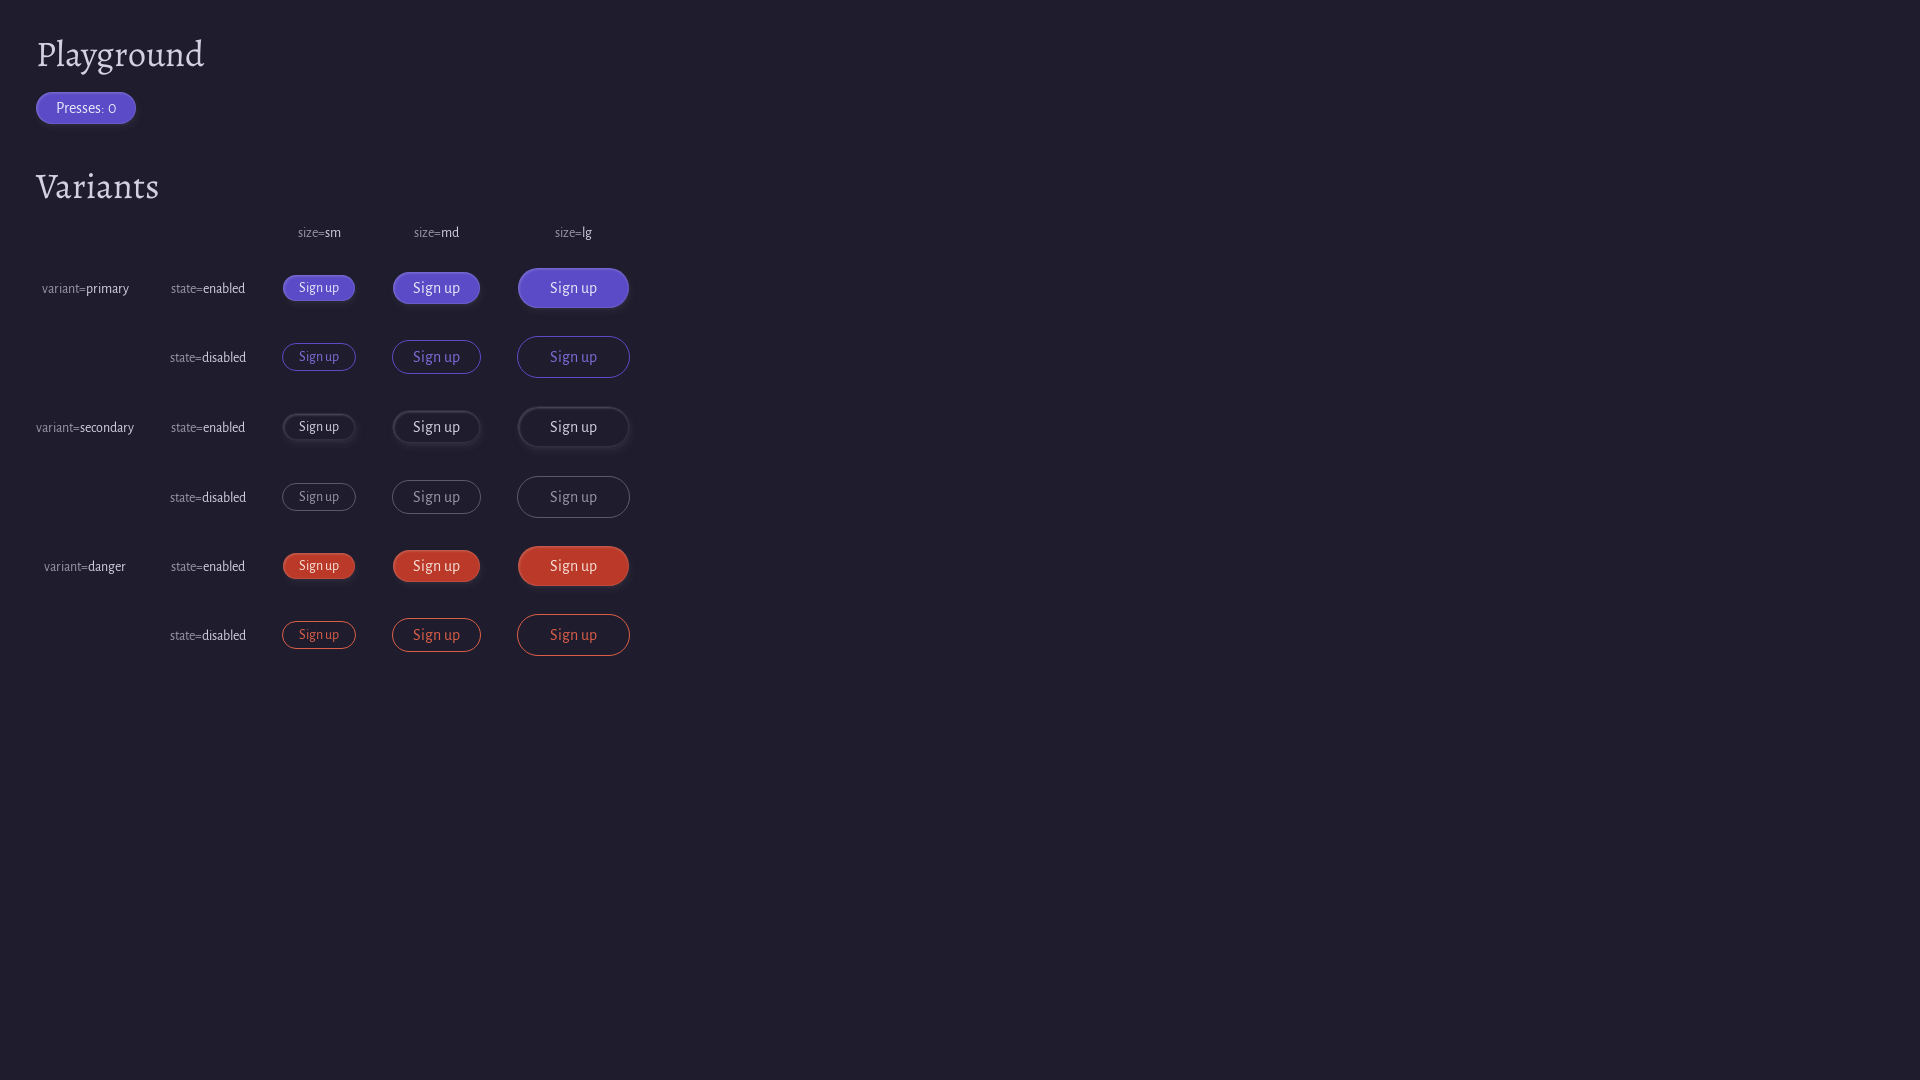 Playground
Presses: 0
Variants
size=sm size=md size=lg
variant=primary state=enabled Sign up Sign up Sign up
state=disabled Sign up Sign up Sign up
variant=secondary state=enabled Sign up Sign up Sign up
state=disabled Sign up Sign up Sign up
variant=danger state=enabled Sign up Sign up Sign up
state=disabled Sign up Sign up Sign up